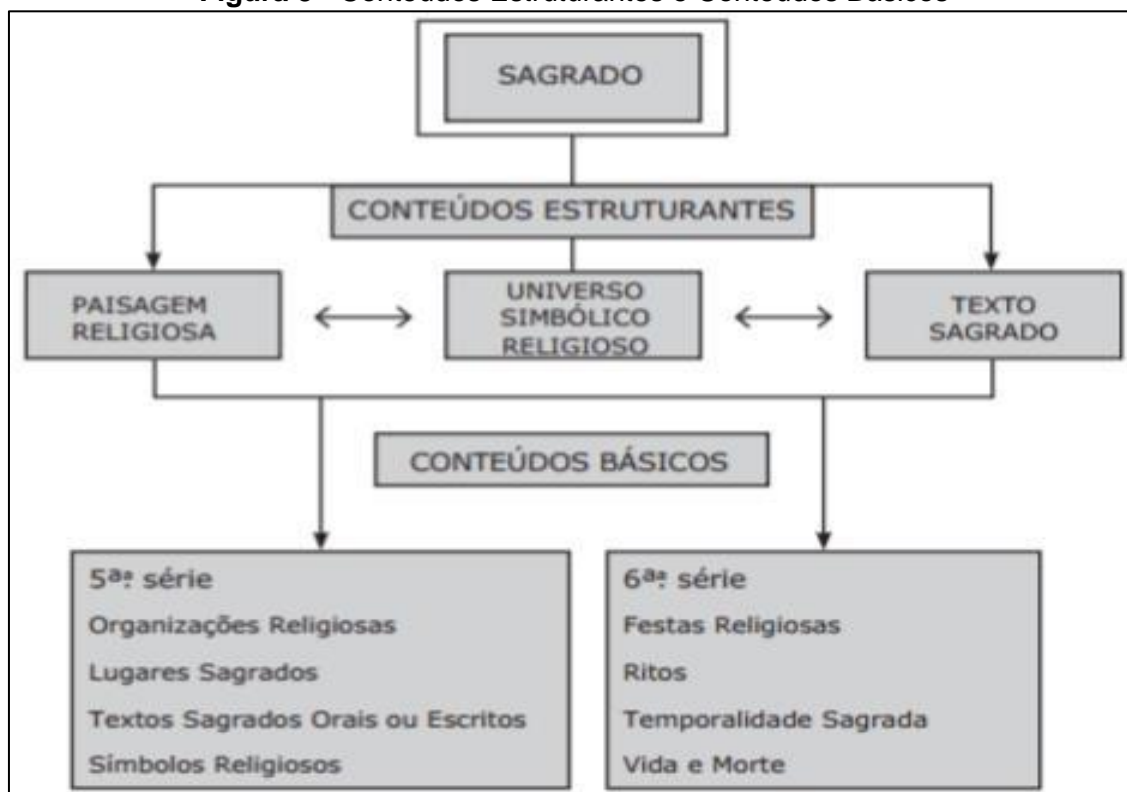 SAGRADO
CONTEÚDOS ESTRUTURANTES
PAISAGEM
RELIGIOSA
UNIVERSO
SIMBÓLICO
RELIGIOSO
TEXTO
SAGRADO
CONTEÚDOS BÁSICOS
5ª: série
Organizações Religiosas
Lugares Sagrados
Textos Sagrados Orais ou Escritos
Símbolos Religiosos
6ª: série
Festas Religiosas
Ritos
Temporalidade Sagrada
Vida e Morte